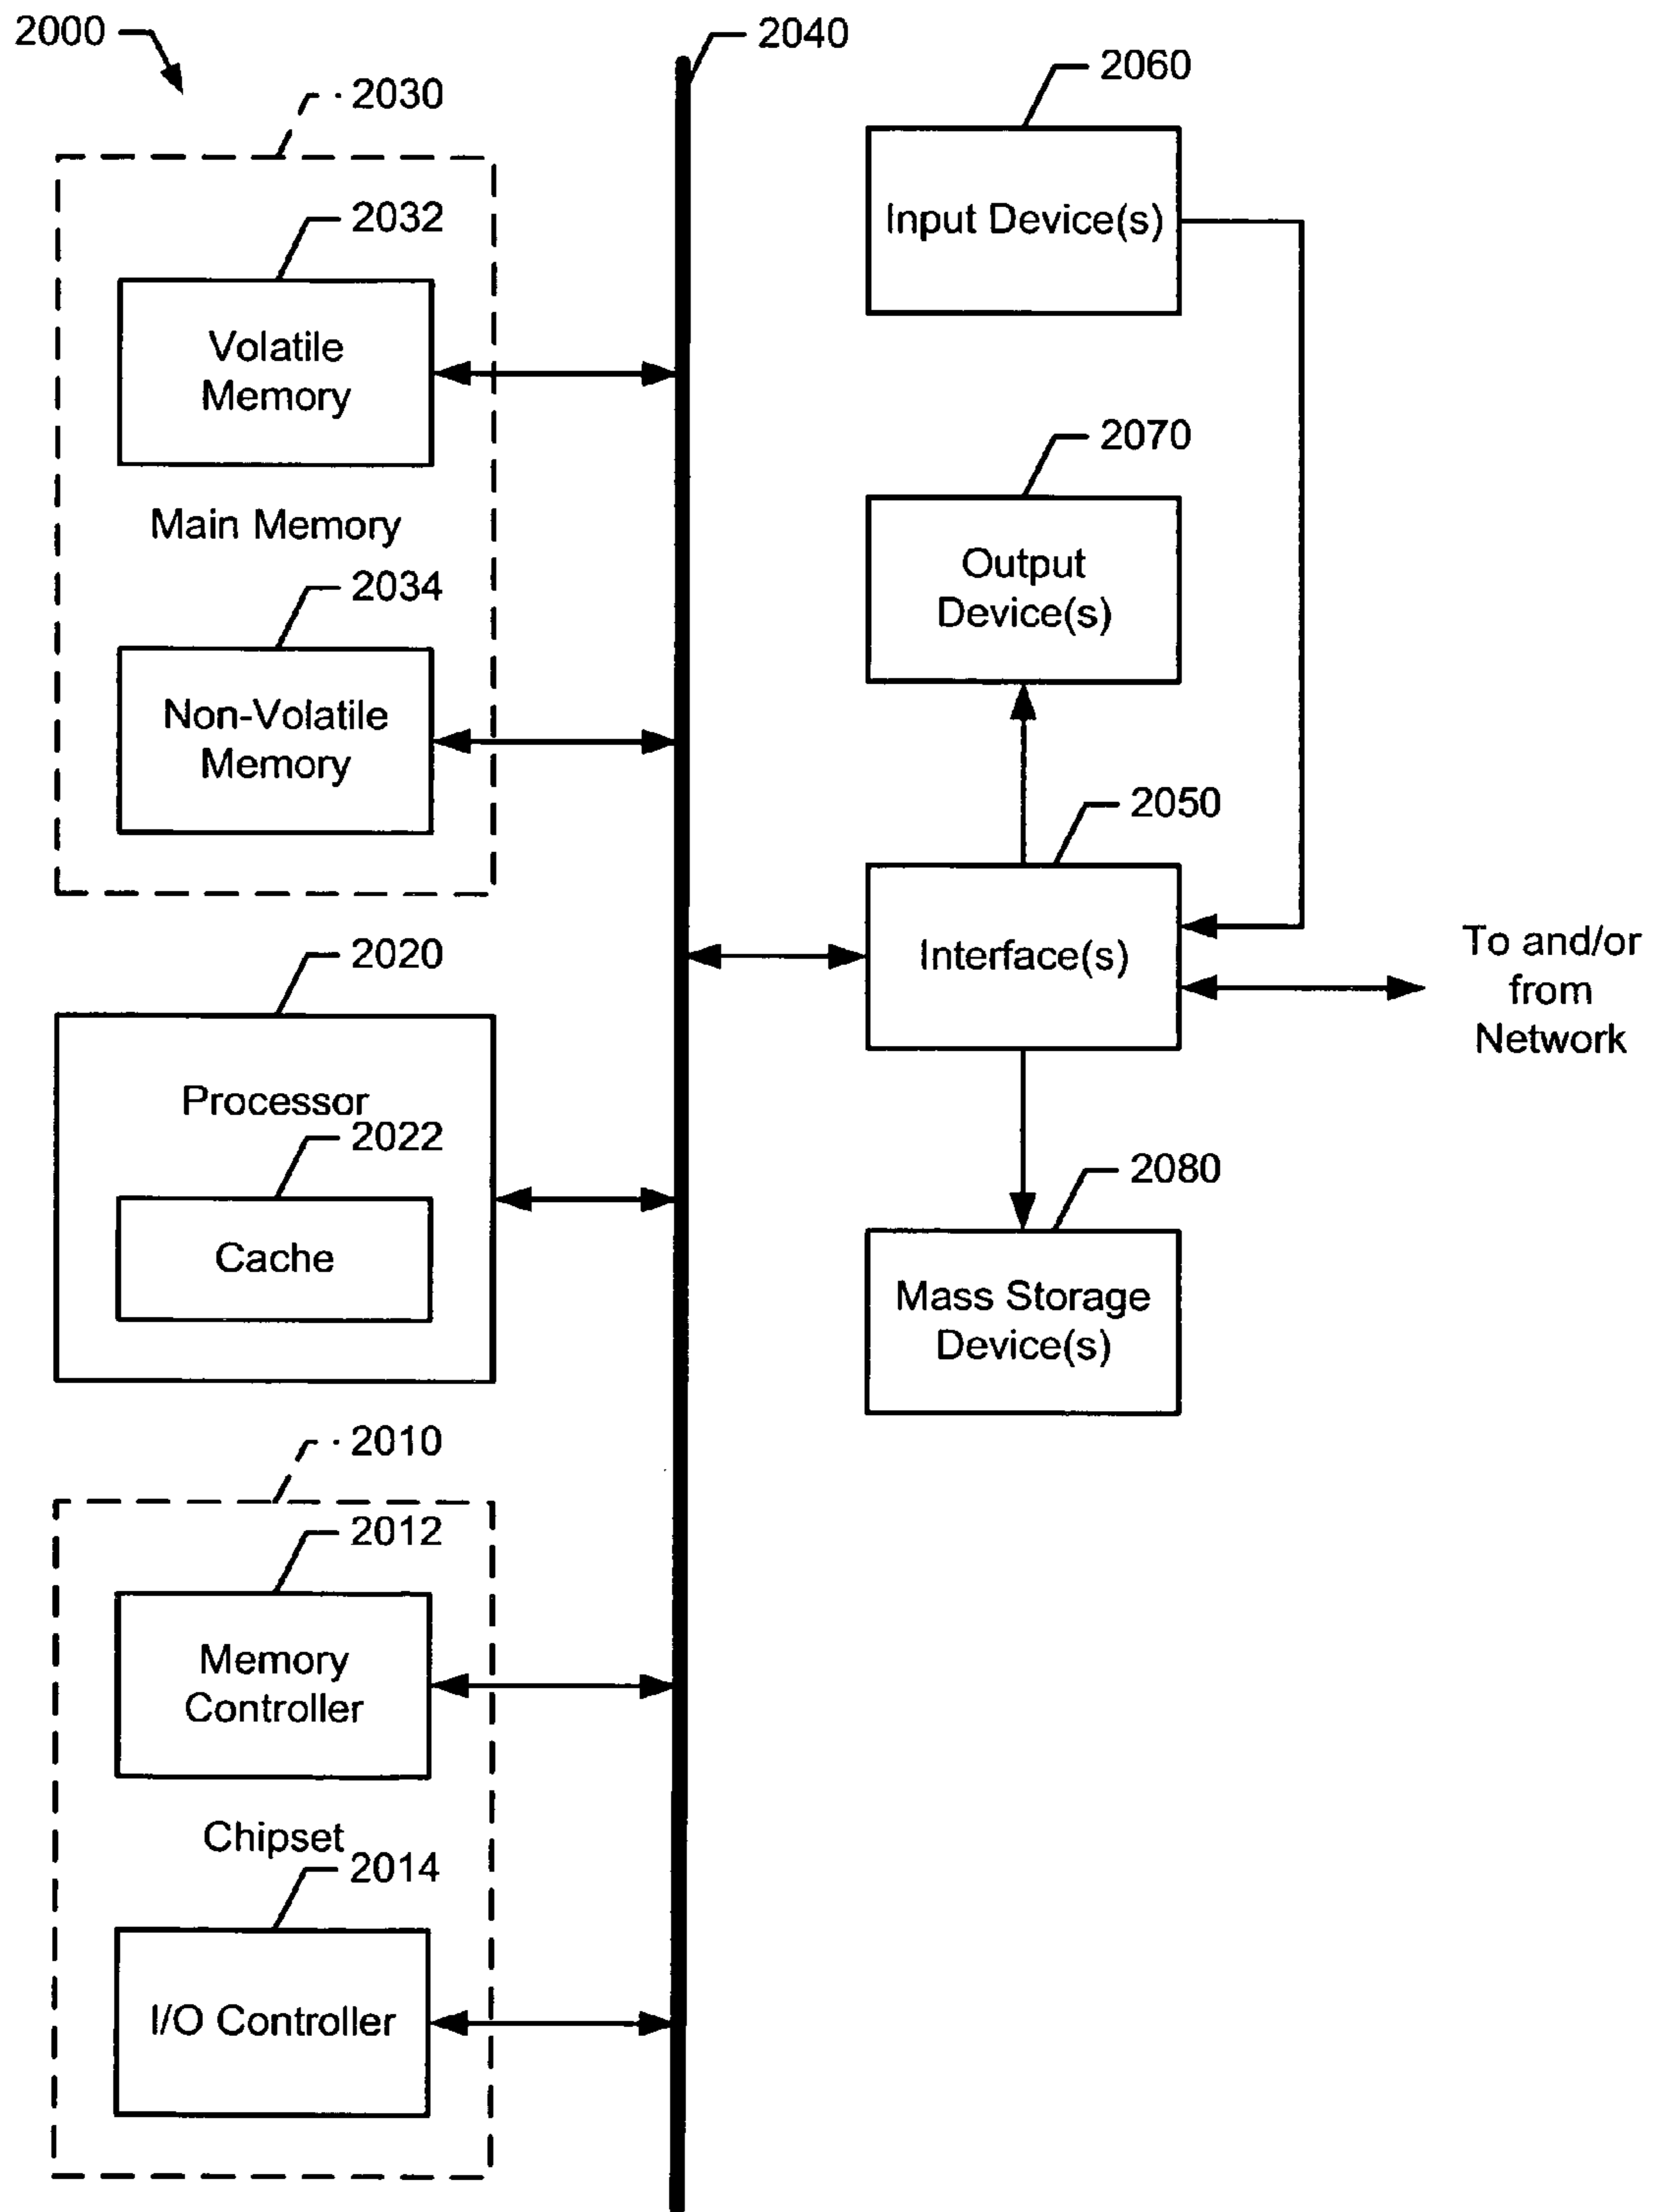 2000
2040
2030
2032
Volatile
Memory
Main Memory
2034
Non-Volatile
Memory
2020
Processor
2022
Cache
2010
2012
Memory
Controller
Chipset
2014
I/O Controller
2060
Input Device(s)
2070
Output
Device(s)
2050
Interface(s)
To and/or
from
Network
2080
Mass Storage
Device(s)